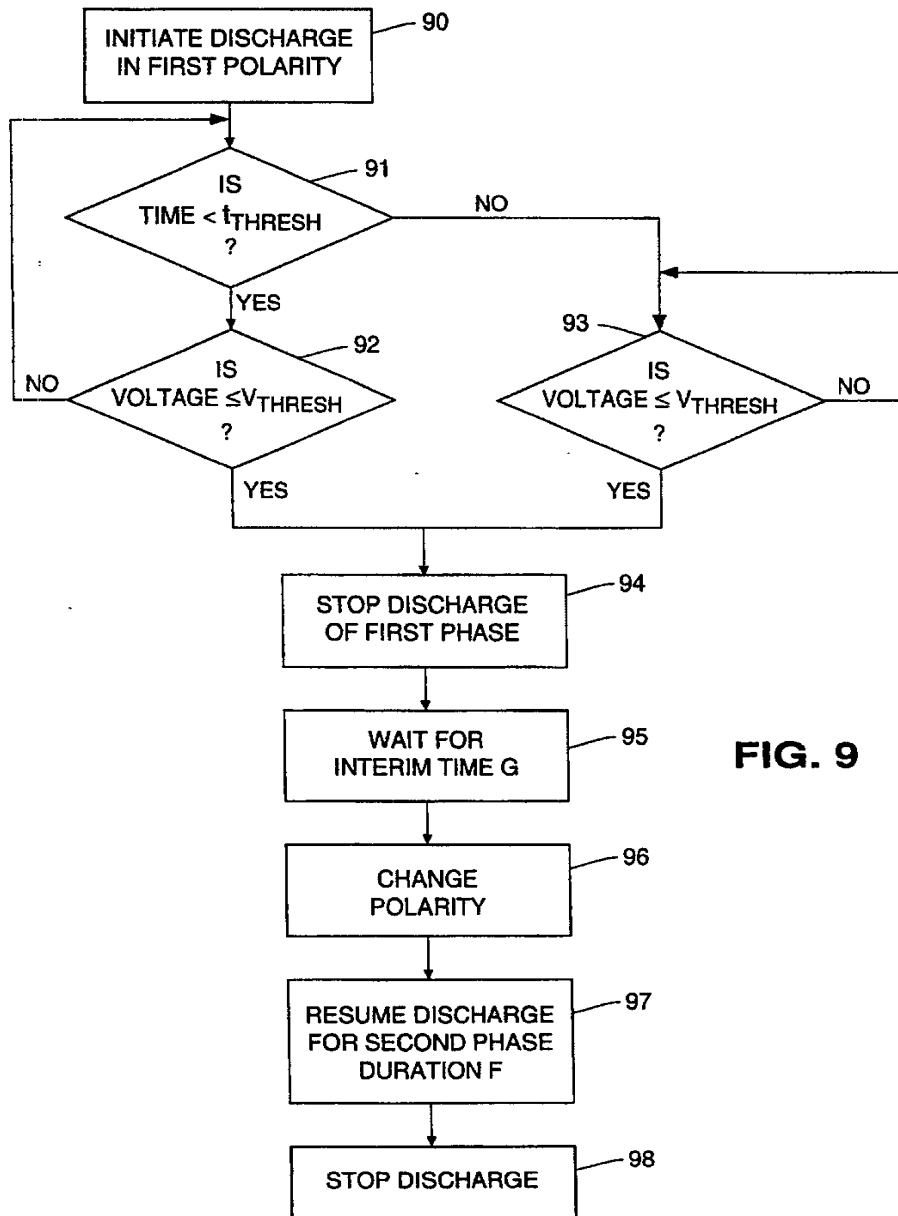 INITIATE DISCHARGE
IN FIRST POLARITY
90
IS
TIME < tTHRESH
?
91
NO
YES
IS
VOLTAGE ≤VTHRESH
?
92
NO
YES
93
IS
VOLTAGE ≤ VTHRESH
?
NO
YES
STOP DISCHARGE
OF FIRST PHASE
94
WAIT FOR
INTERIM TIME G
95
FIG. 9
CHANGE
POLARITY
96
RESUME DISCHARGE
FOR SECOND PHASE
DURATION F
97
STOP DISCHARGE
98